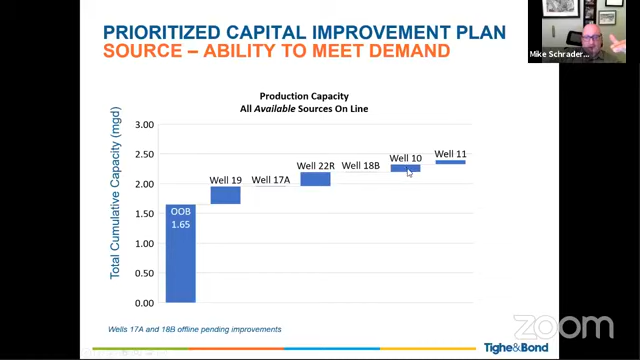 PRIORITIZED CAPITAL IMPROVEMENT PLAN
SOURCE – ABILITY TO MEET DEMAND
Mike Schrader...
Production Capacity
All Available Sources On Line
Total Cumulative Capacity (mgd)
3.00
2.50
2.00
1.50
1.00
0.50
0.00
OOB
1.65
Well 19
Well 17A
Well 22R
Well 18B
Well 10
Well 11
Wells 17A and 18B offline pending improvements
zoom
Tighe&Bond